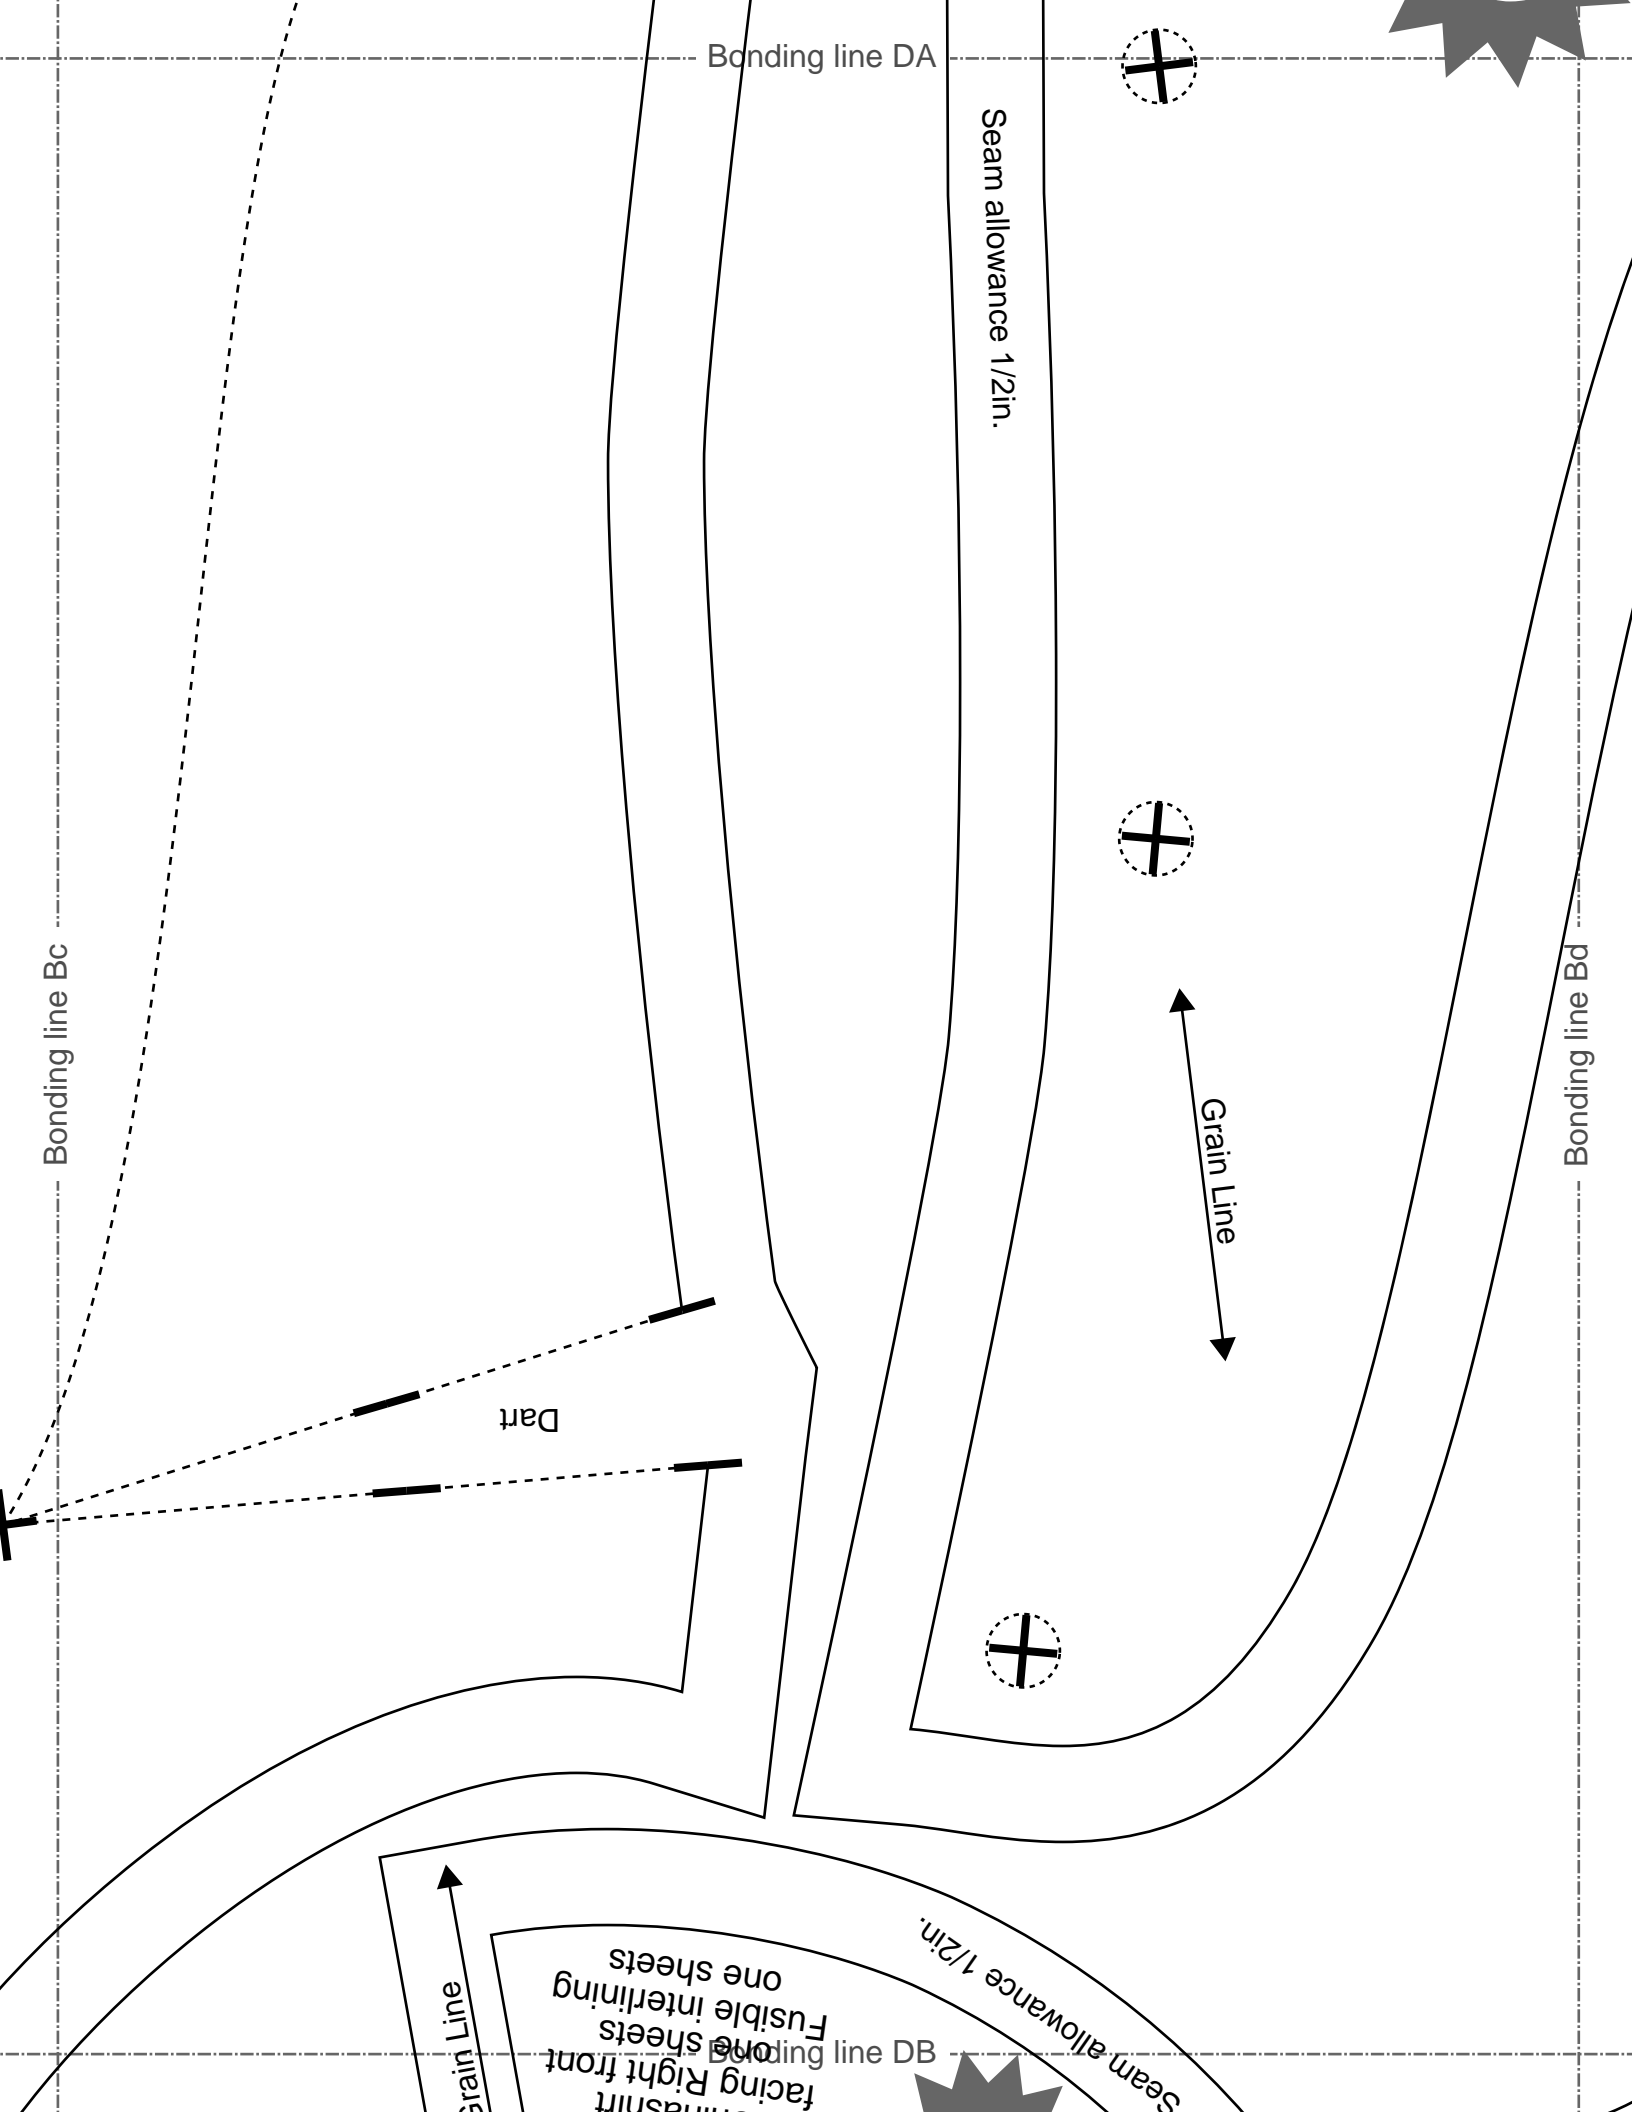 Bonding line DA
Seam allowance 1/2in.
Bonding line Bc
Bonding line Bd
Grain Line
Dart
Seam allowance 1/2in.
Grain Line
facing Right front
one sheets
Fusible interlining
one sheets
Bonding line DB